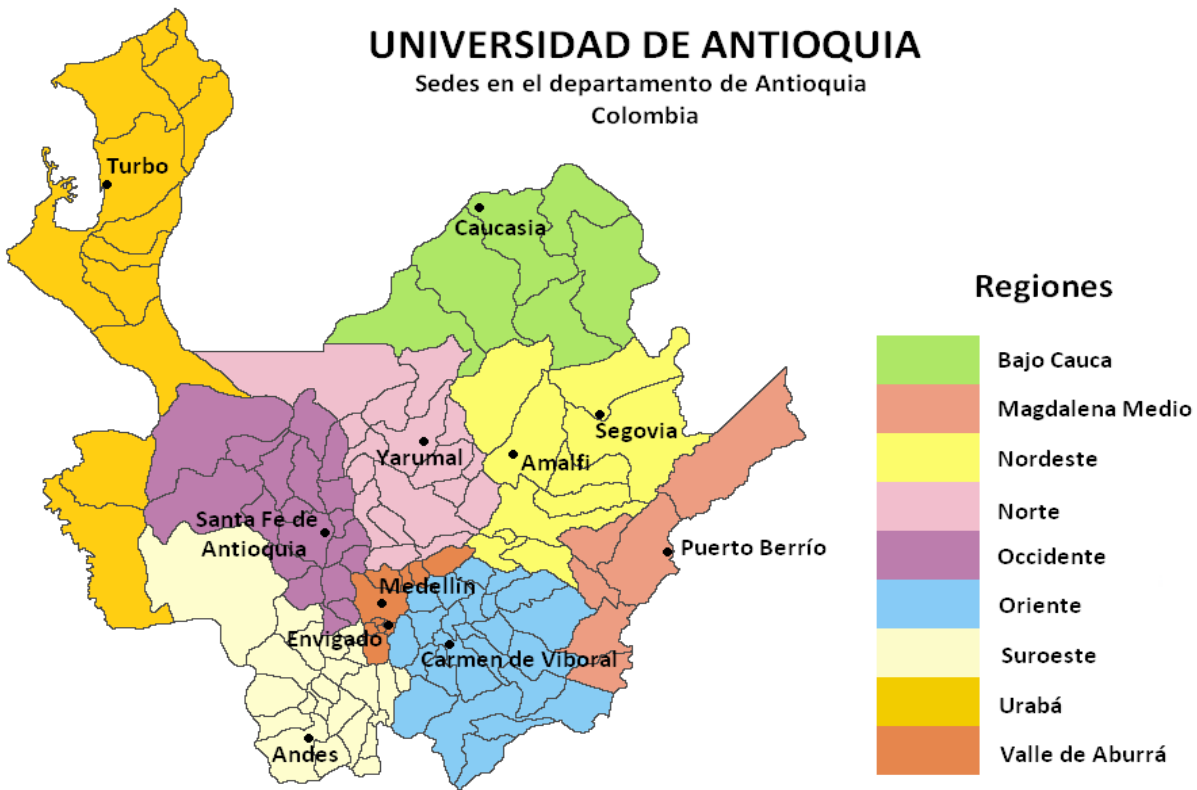 UNIVERSIDAD DE ANTIOQUIA
Sedes en el departamento de Antioquia
Colombia
Turbo
Caucasia
Segovia
Yarumal
Amalfi
Santa Fe de
Antioquia
Puerto Berrío
Medellín
Envigado
Carmen de Viboral
Andes
Regiones
Bajo Cauca
Magdalena Medio
Nordeste
Norte
Occidente
Oriente
Suroeste
Urabá
Valle de Aburrá